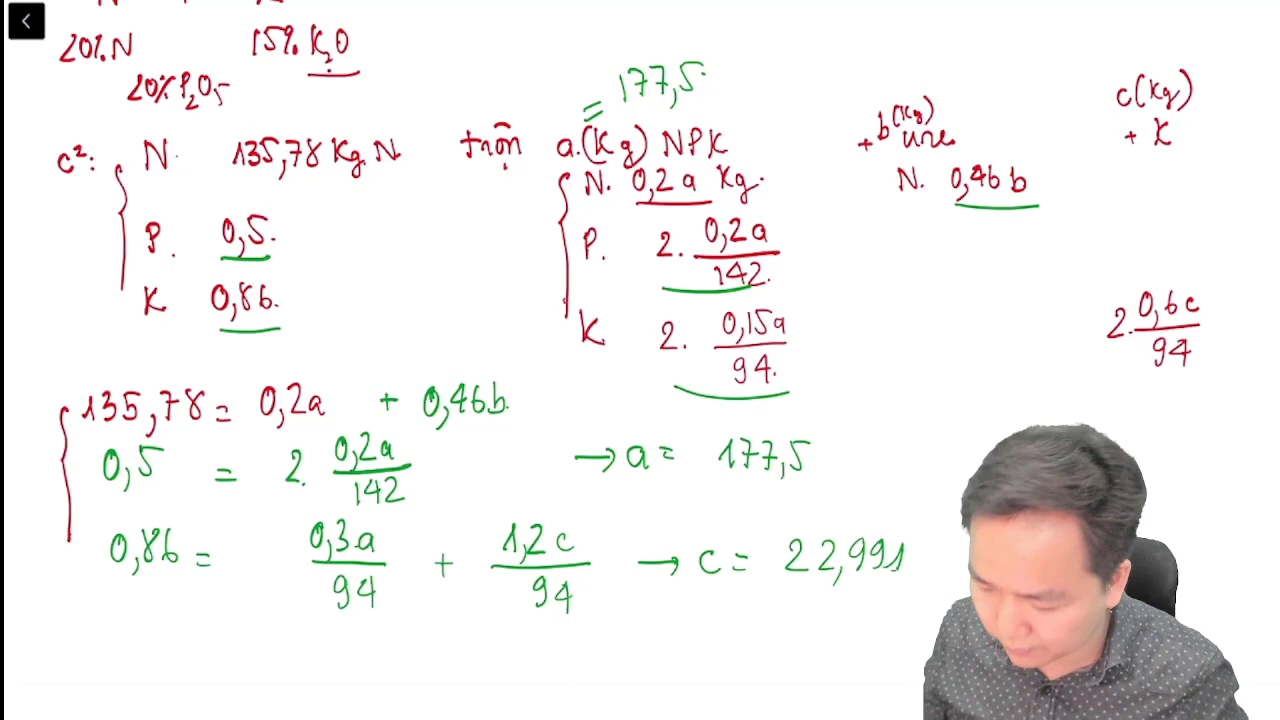 20%N 15% K₂O
20% P₂O₅
= 177,5
c²: N. 135,78 Kg N trộn a.(Kg) NPK + b(Kg) ure + c(Kg) K
N. 0,2a Kg. N. 0,46b
P. 0,5. P. 2. 0,2a/142.
K 0,86. K 2. 0,15a/94. 2. 0,6c/94
135,78 = 0,2a + 0,46b.
0,5 = 2. 0,2a/142 → a = 177,5
0,86 = 0,3a/94 + 1,2c/94 → c = 22,991